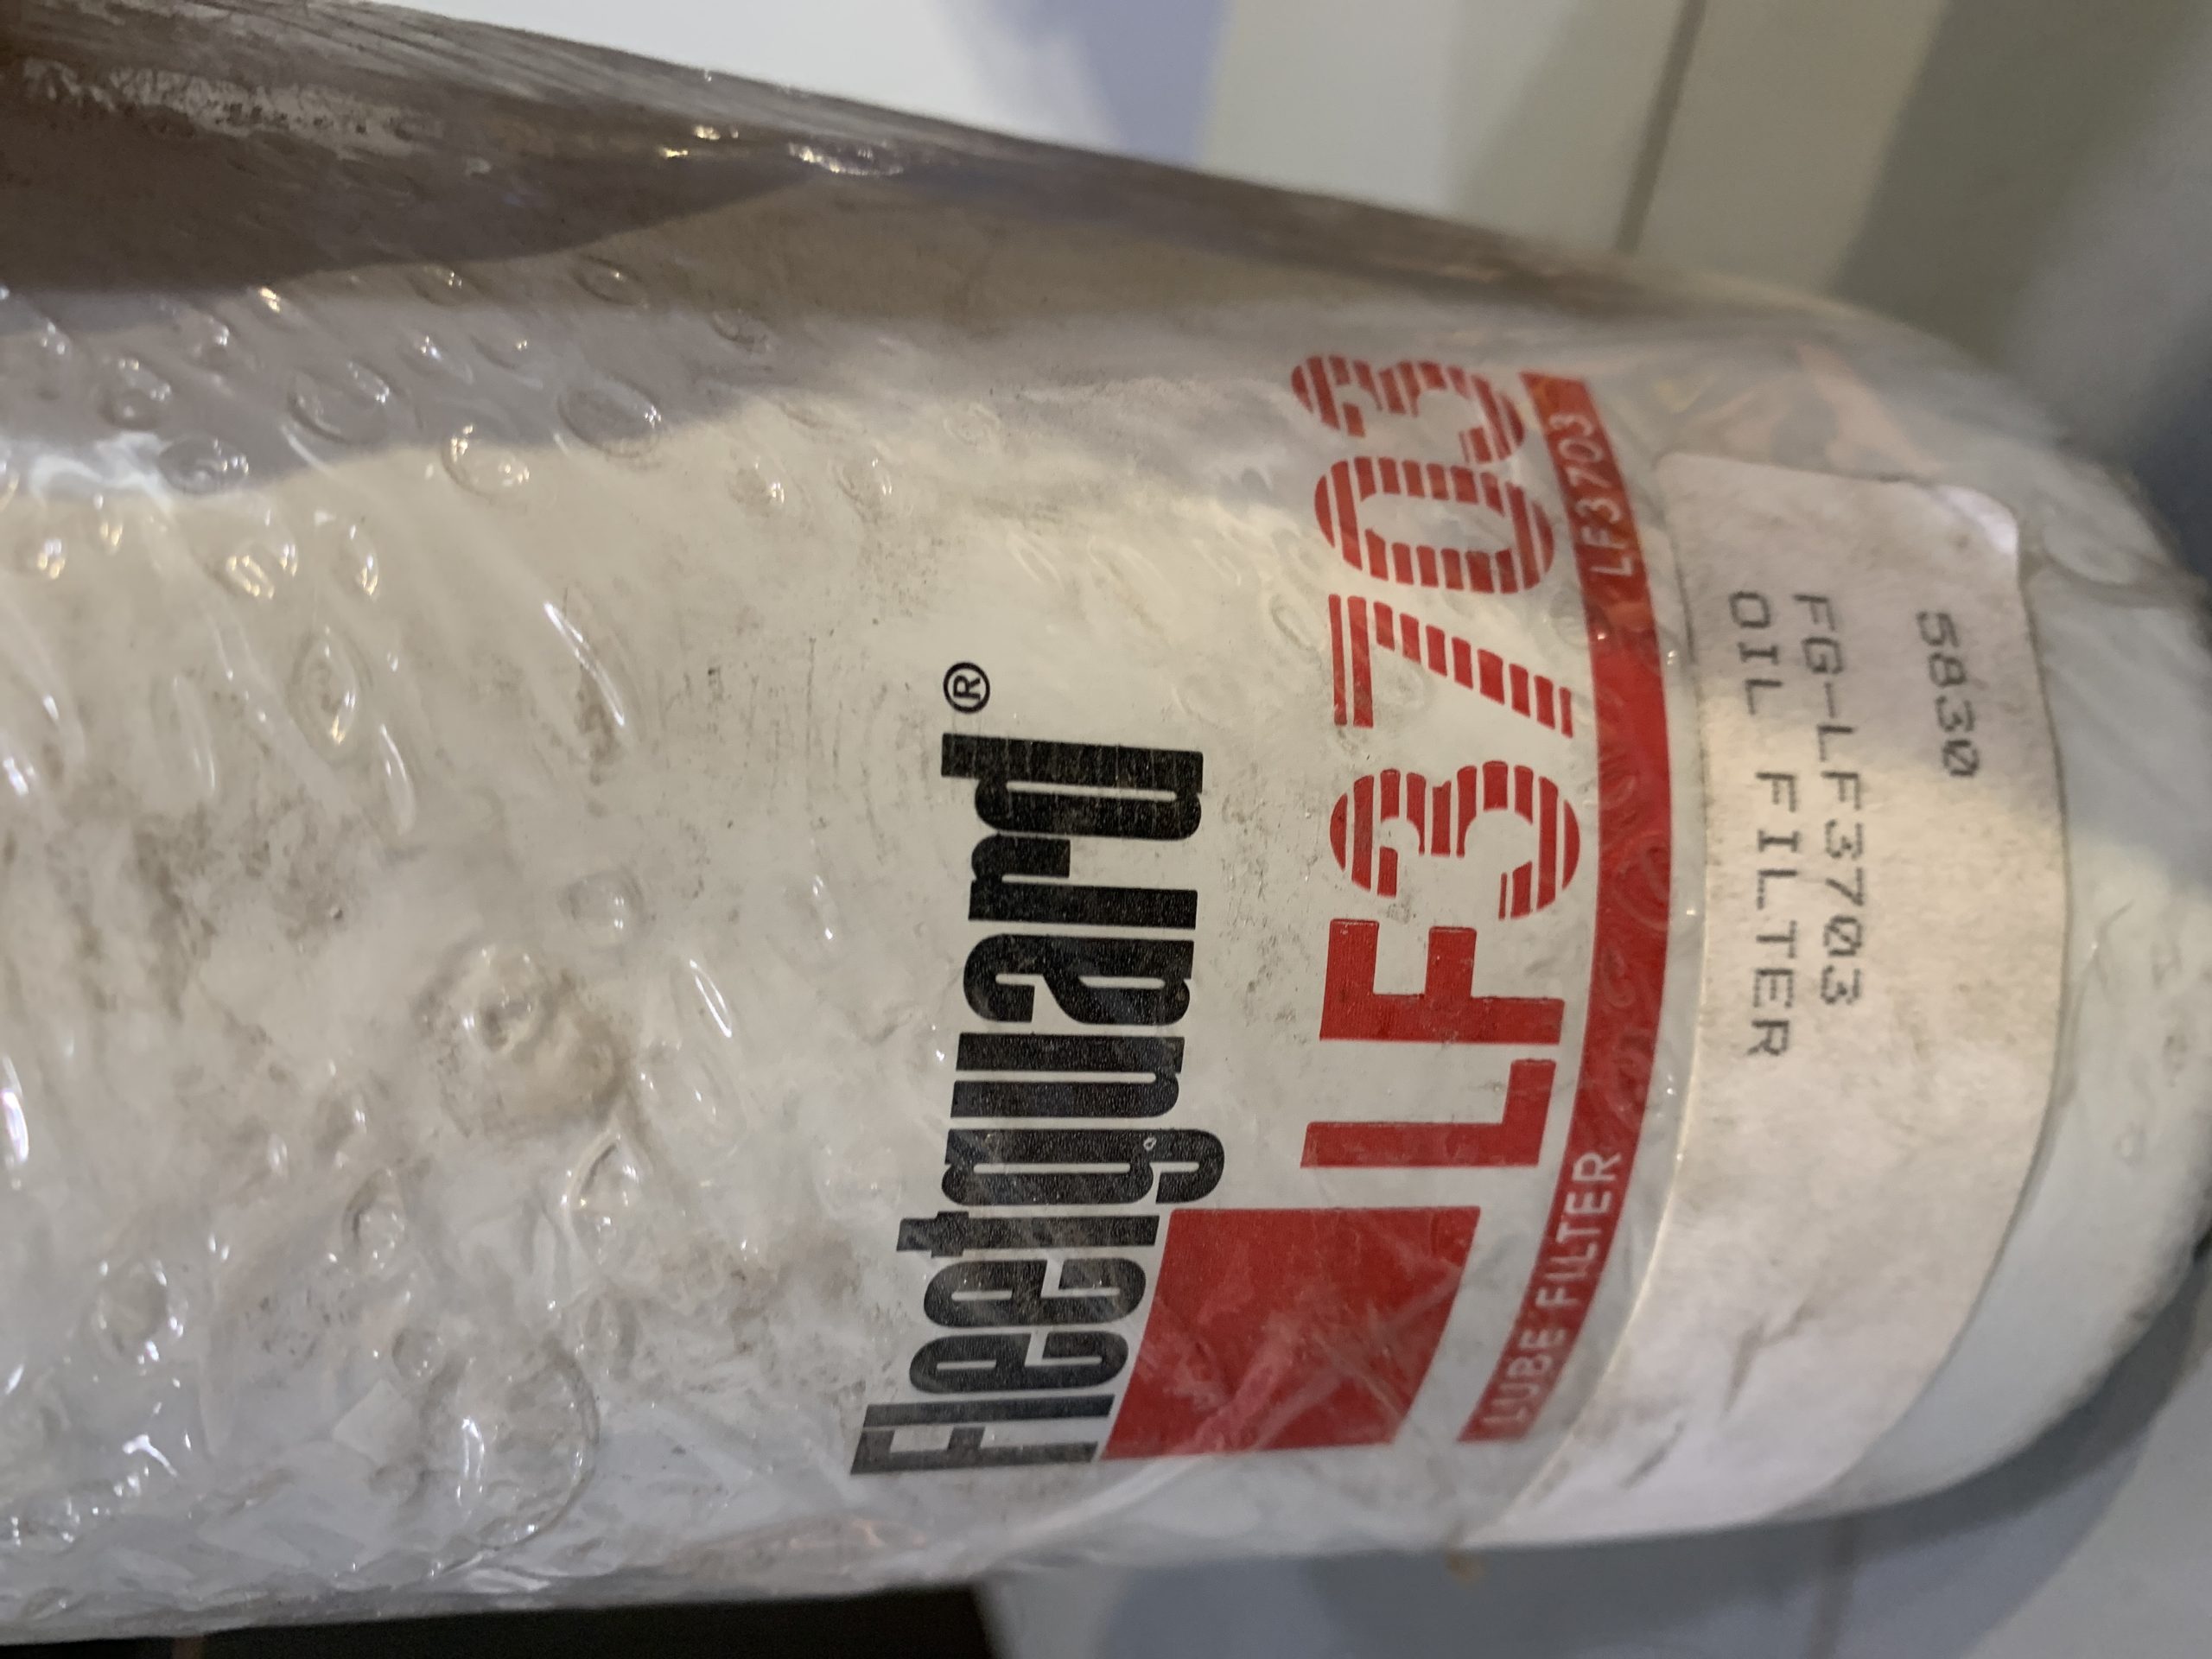 Fleetguard®
LF3703
LUBE FILTER LF3703
OIL FILTER
FG-LF3703
5830